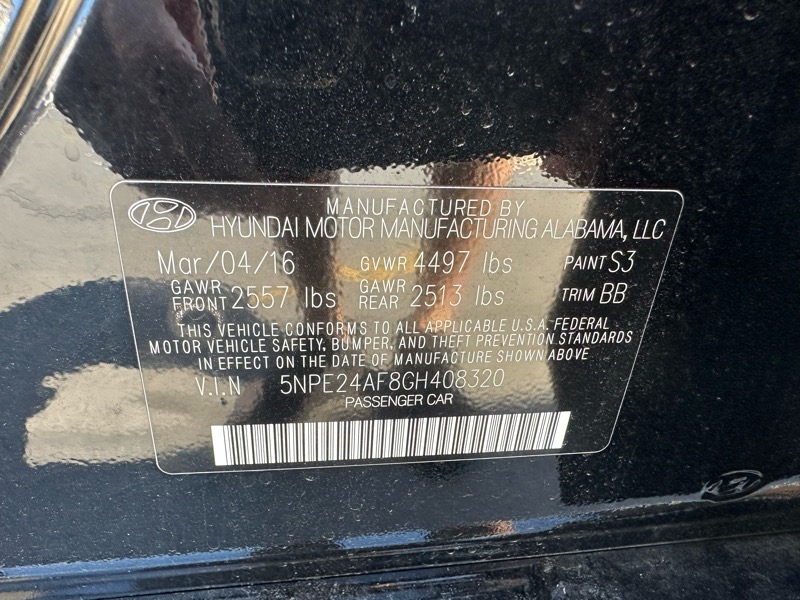 MANUFACTURED BY
HYUNDAI MOTOR MANUFACTURING ALABAMA, LLC
Mar/04/16 GVWR 4497 lbs PAINT S3
GAWR FRONT 2557 lbs GAWR REAR 2513 lbs TRIM BB
THIS VEHICLE CONFORMS TO ALL APPLICABLE U.S.A. FEDERAL
MOTOR VEHICLE SAFETY, BUMPER, AND THEFT PREVENTION STANDARDS
IN EFFECT ON THE DATE OF MANUFACTURE SHOWN ABOVE
V.I.N 5NPE24AF8GH408320
PASSENGER CAR